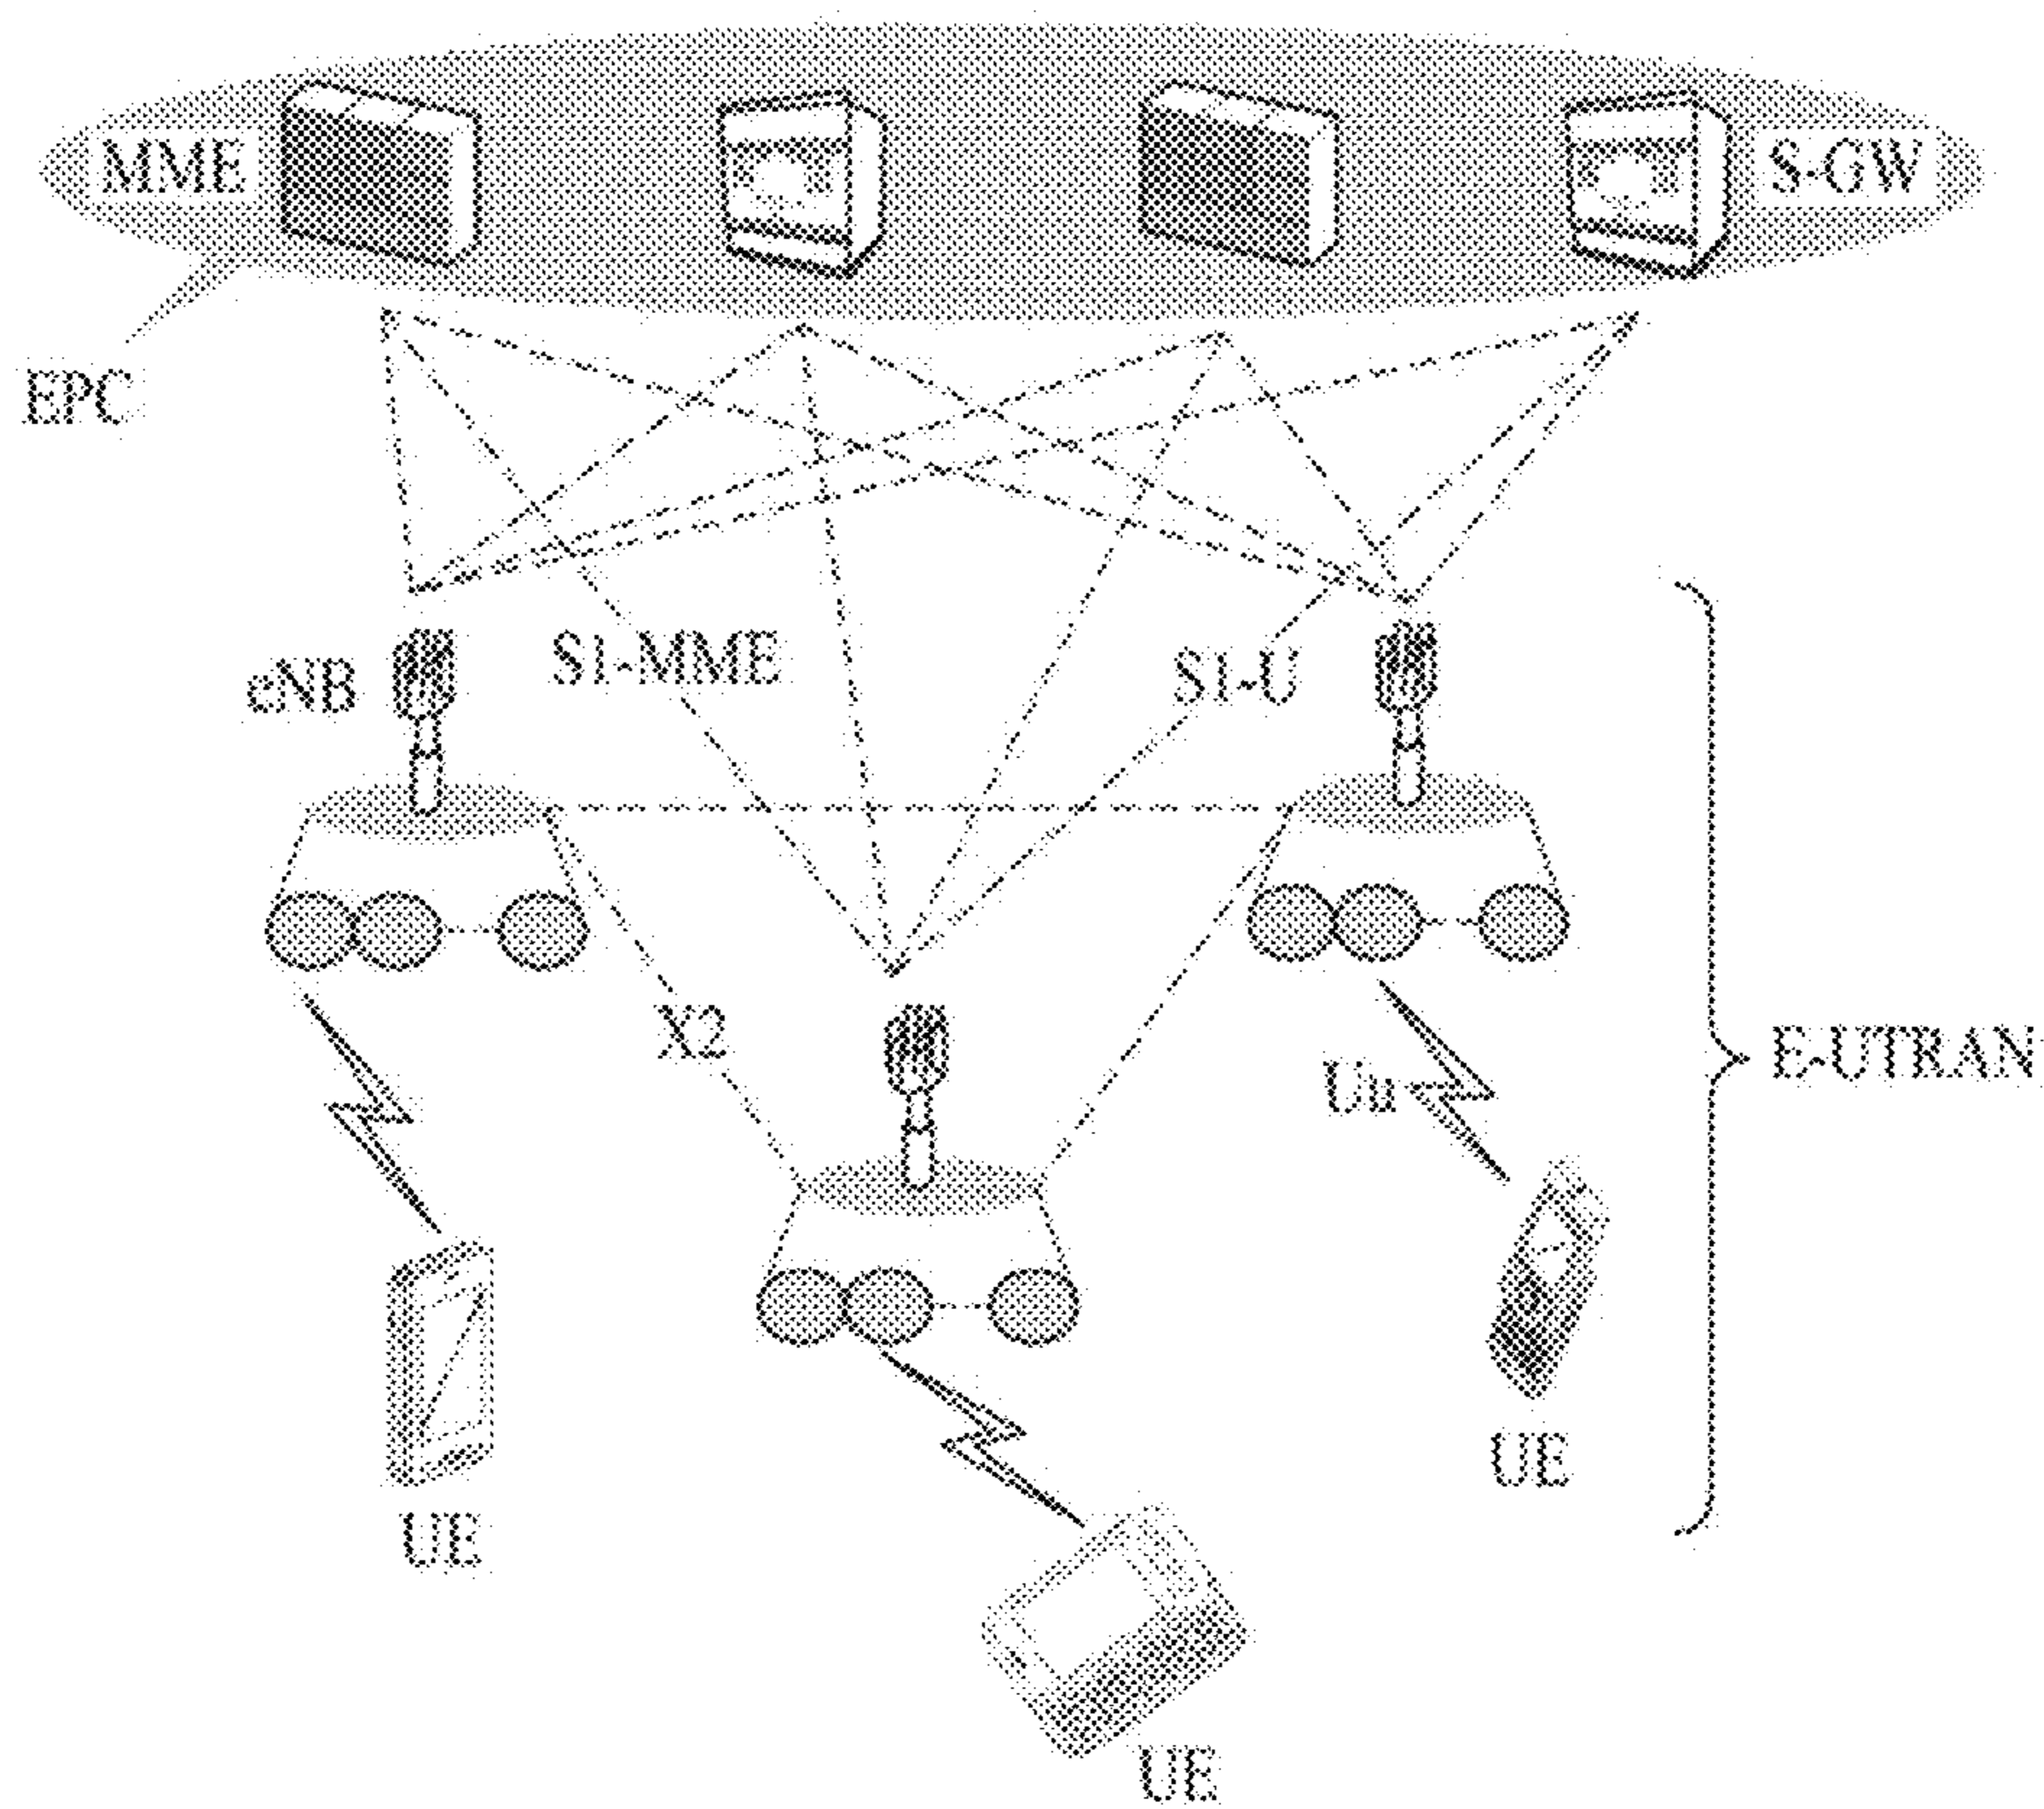 MME
S-GW
EPC
eNB
S1-MME
S1-U
X2
Uu
E-UTRAN
UE
UE
UE